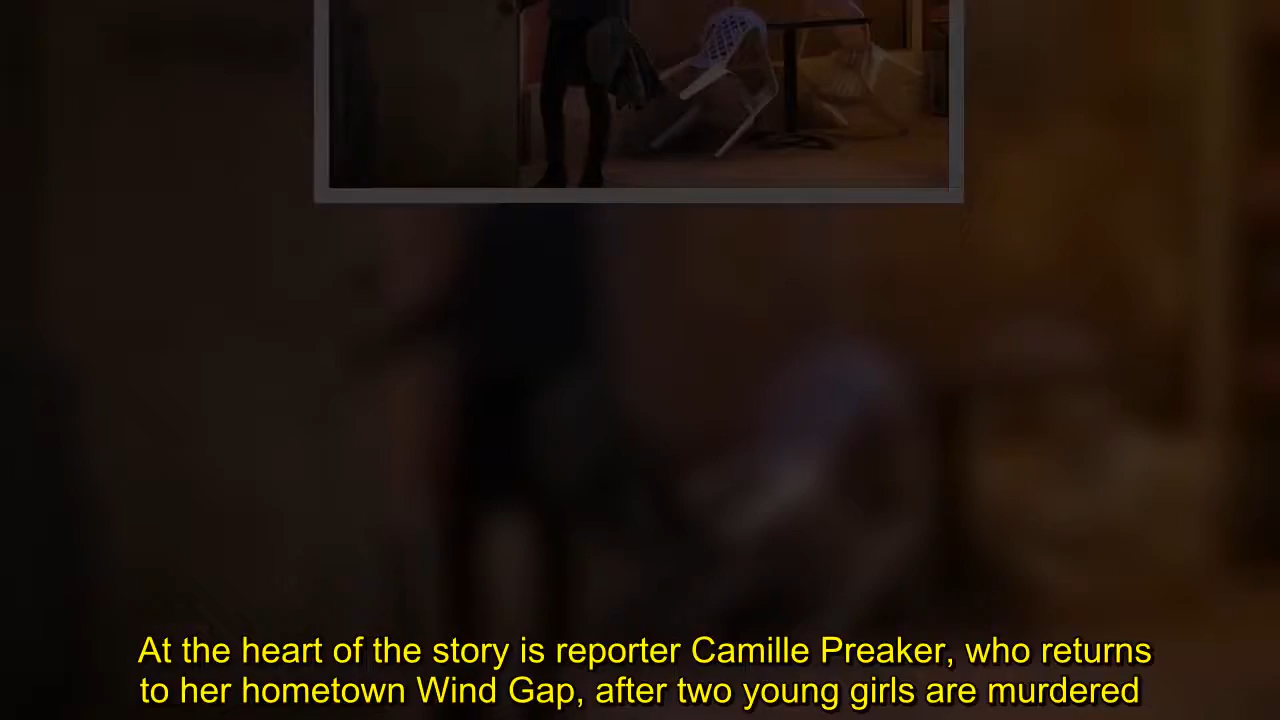 At the heart of the story is reporter Camille Preaker, who returns
to her hometown Wind Gap, after two young girls are murdered